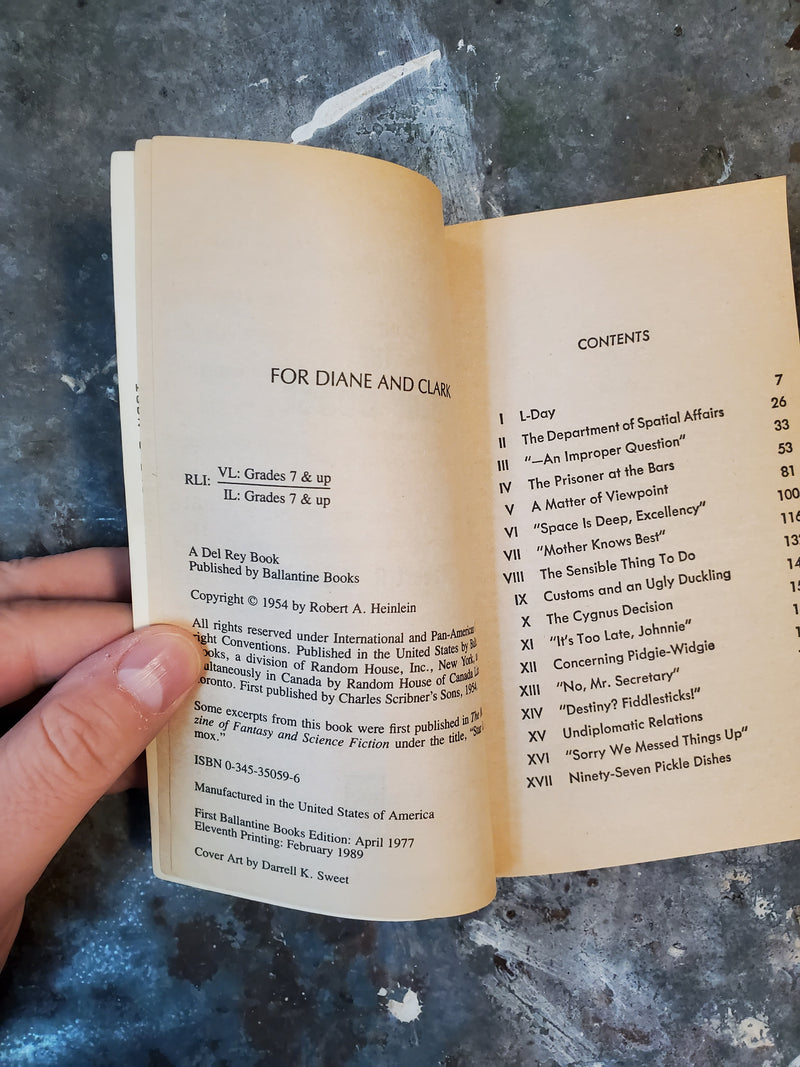 FOR DIANE AND CLARK
RLI: VL: Grades 7 & up
IL: Grades 7 & up
A Del Rey Book
Published by Ballantine Books
Copyright © 1954 by Robert A. Heinlein
All rights reserved under International and Pan-American
right Conventions. Published in the United States by
ooks, a division of Random House, Inc., New York,
ultaneously in Canada by Random House of Canada
oronto. First published by Charles Scribner's Sons, 1954.
Some excerpts from this book were first published in The
zine of Fantasy and Science Fiction under the title, "Star
mox."
ISBN 0-345-35059-6
Manufactured in the United States of America
First Ballantine Books Edition: April 1977
Eleventh Printing: February 1989
Cover Art by Darrell K. Sweet
CONTENTS
I L-Day 7
II The Department of Spatial Affairs 26
III "—An Improper Question" 33
IV The Prisoner at the Bars 53
V A Matter of Viewpoint 81
VI "Space Is Deep, Excellency" 100
VII "Mother Knows Best" 116
VIII The Sensible Thing To Do
IX Customs and an Ugly Duckling
X The Cygnus Decision
XI "It's Too Late, Johnnie"
XII Concerning Pidgie-Widgie
XIII "No, Mr. Secretary"
XIV "Destiny? Fiddlesticks!"
XV Undiplomatic Relations
XVI "Sorry We Messed Things Up"
XVII Ninety-Seven Pickle Dishes